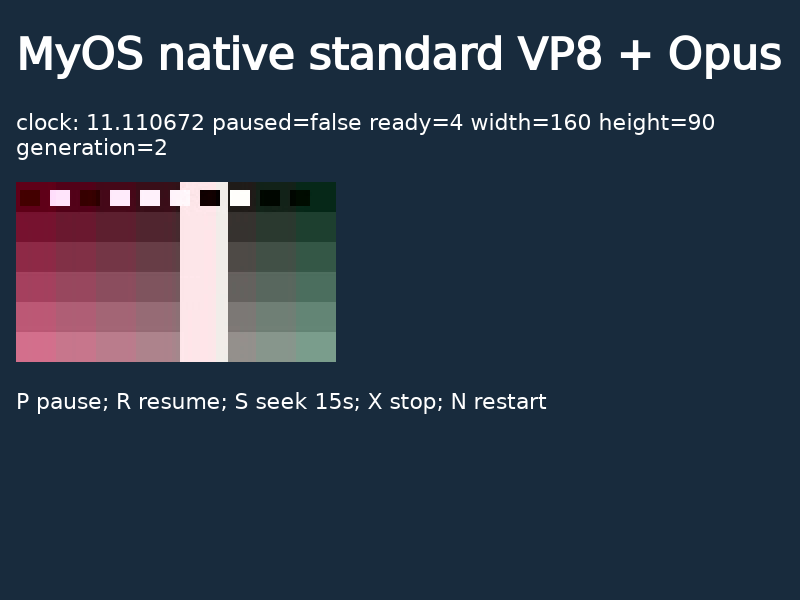 MyOS native standard VP8 + Opus
clock: 11.110672 paused=false ready=4 width=160 height=90
generation=2
P pause; R resume; S seek 15s; X stop; N restart